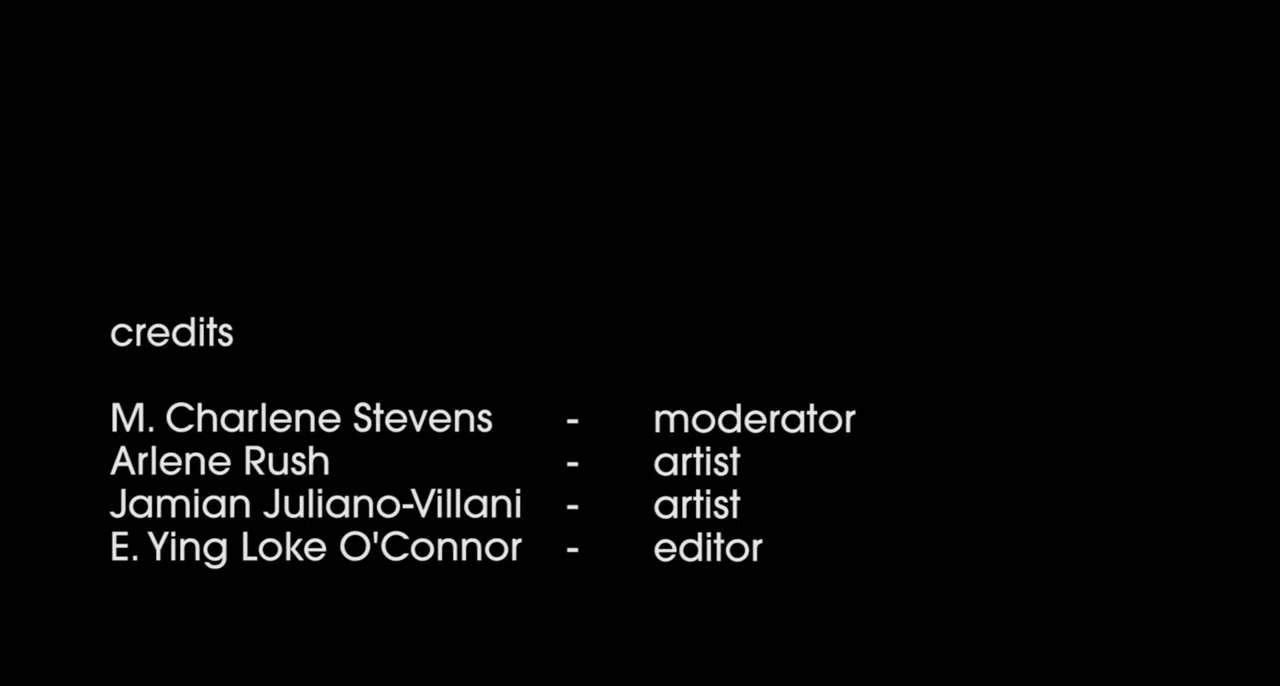 credits
M. Charlene Stevens - moderator
Arlene Rush - artist
Jamian Juliano-Villani - artist
E. Ying Loke O'Connor - editor